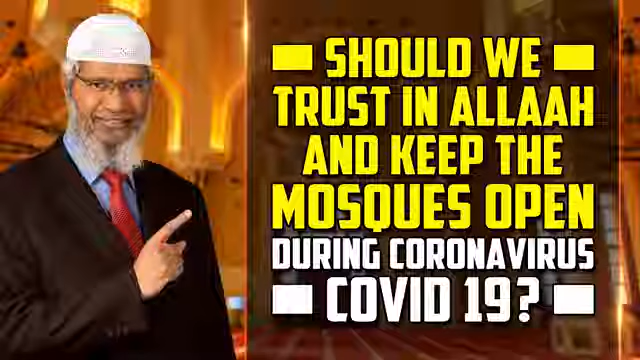 SHOULD WE
TRUST IN ALLAAH
AND KEEP THE
MOSQUES OPEN
DURING CORONAVIRUS
COVID 19?